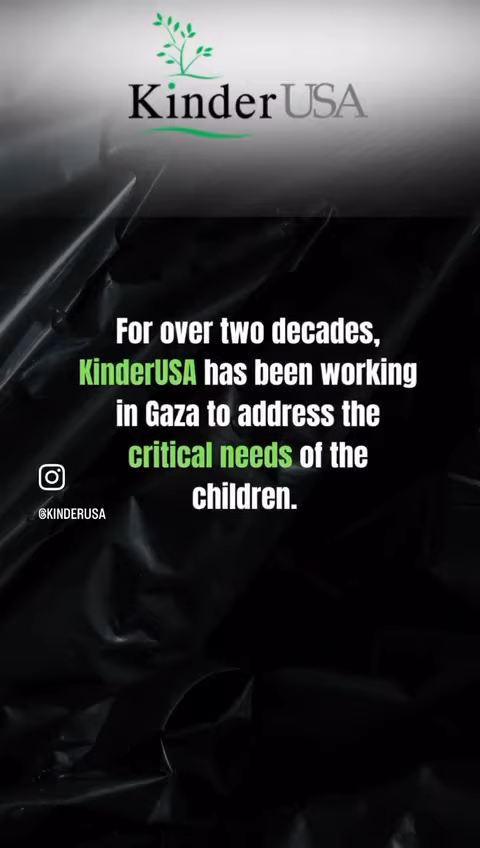 KinderUSA
For over two decades,
KinderUSA has been working
in Gaza to address the
critical needs of the
children.
@KINDERUSA